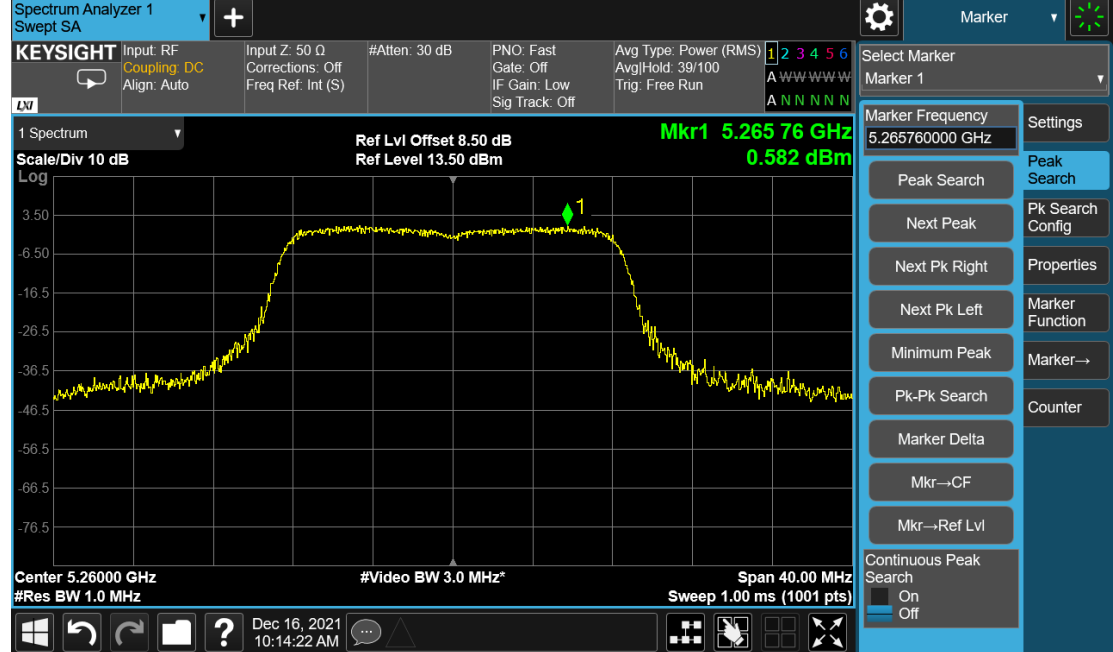 Spectrum Analyzer 1
Swept SA
+
Marker
KEYSIGHT
LXI
Input: RF
Coupling: DC
Align: Auto
Input Z: 50 Ω
Corrections: Off
Freq Ref: Int (S)
#Atten: 30 dB
PNO: Fast
Gate: Off
IF Gain: Low
Sig Track: Off
Avg Type: Power (RMS)
Avg|Hold: 39/100
Trig: Free Run
1 2 3 4 5 6
A W W W W W
A N N N N N
1 Spectrum
Scale/Div 10 dB
Log
Ref Lvl Offset 8.50 dB
Ref Level 13.50 dBm
Mkr1 5.265 76 GHz
0.582 dBm
1
3.50
-6.50
-16.5
-26.5
-36.5
-46.5
-56.5
-66.5
-76.5
Center 5.26000 GHz
#Res BW 1.0 MHz
#Video BW 3.0 MHz*
Span 40.00 MHz
Sweep 1.00 ms (1001 pts)
?
Dec 16, 2021
10:14:22 AM
Select Marker
Marker 1
Marker Frequency
5.265760000 GHz
Peak Search
Next Peak
Next Pk Right
Next Pk Left
Minimum Peak
Pk-Pk Search
Marker Delta
Mkr→CF
Mkr→Ref Lvl
Continuous Peak
Search
On
Off
Settings
Peak
Search
Pk Search
Config
Properties
Marker
Function
Marker→
Counter